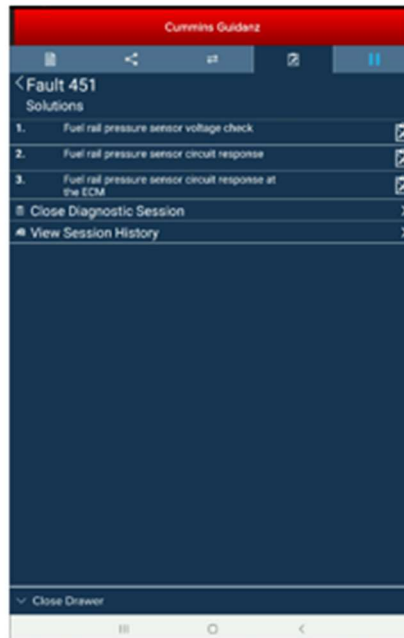 Cummins Guidanz
Fault 451
Solutions
1. Fuel rail pressure sensor voltage check
2. Fuel rail pressure sensor circuit response
3. Fuel rail pressure sensor circuit response at
the ECM
Close Diagnostic Session
View Session History
Close Drawer